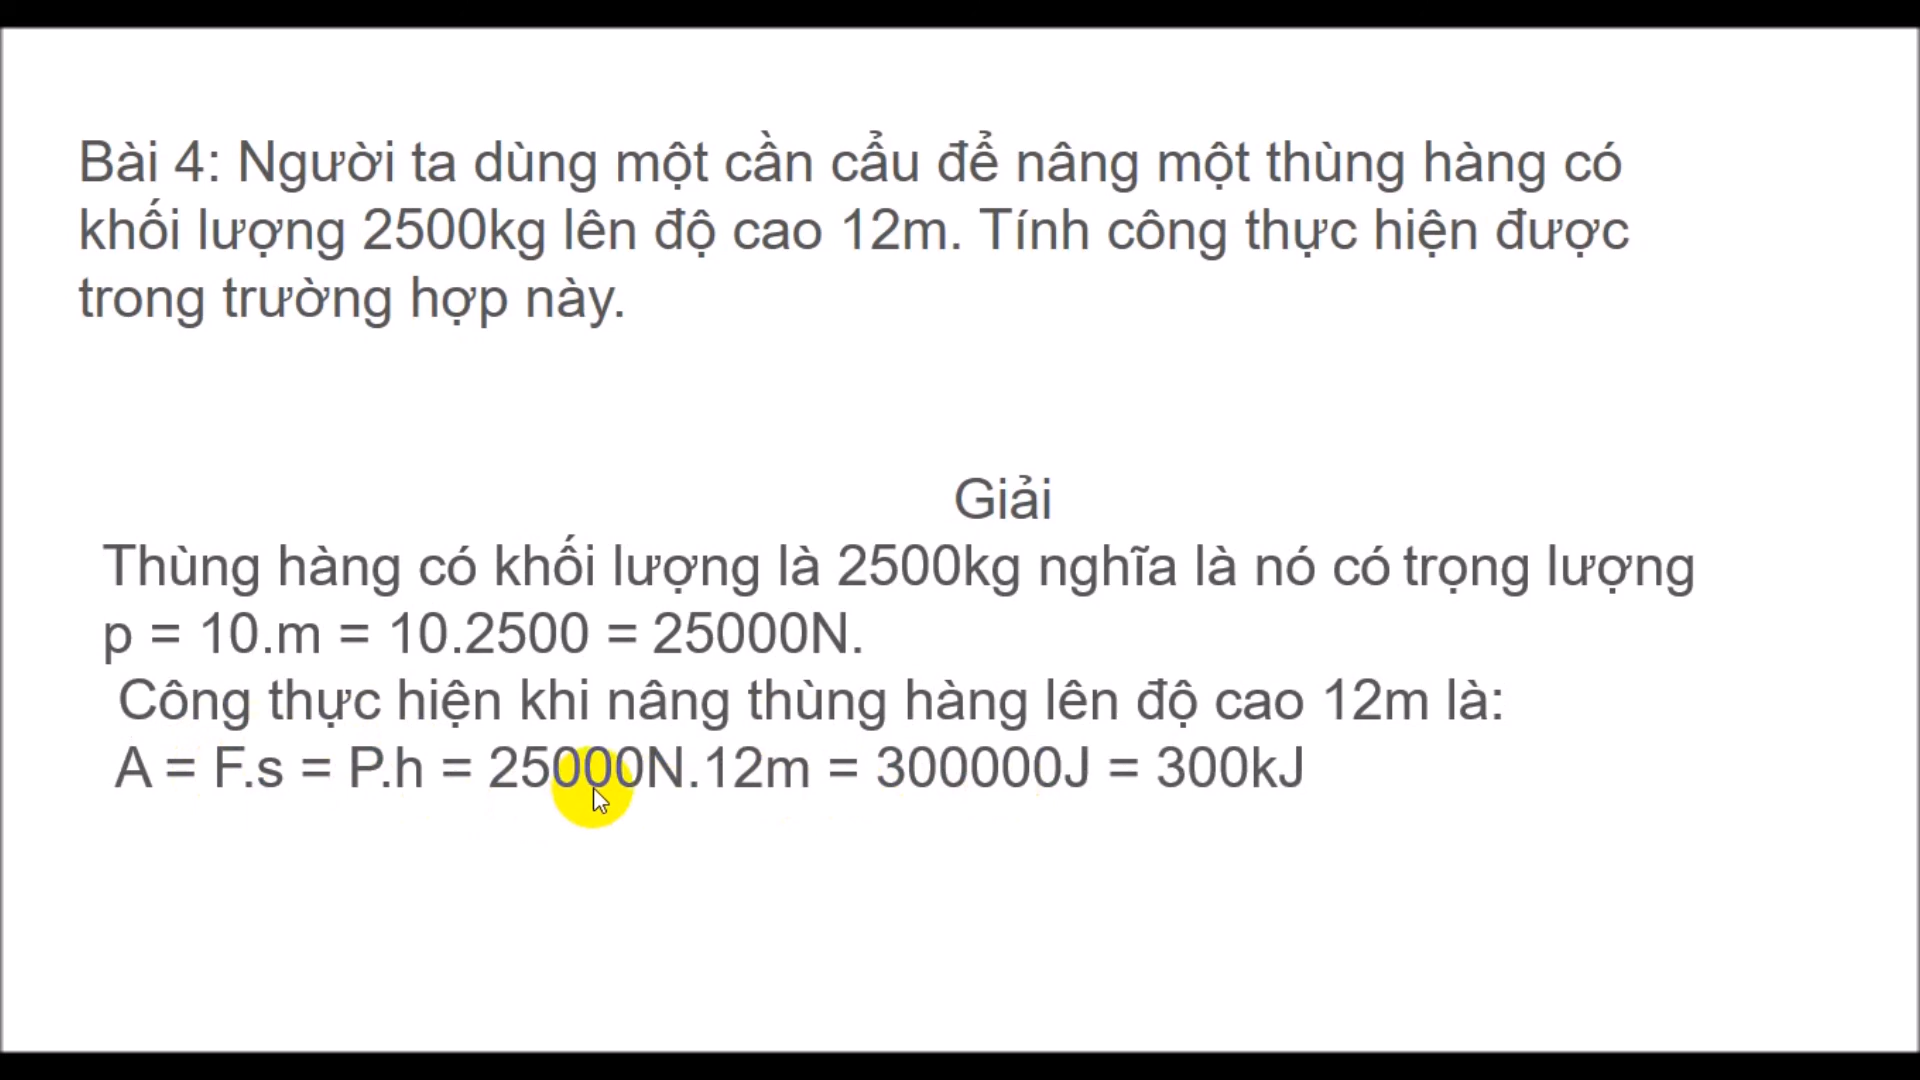 Bài 4: Người ta dùng một cần cẩu để nâng một thùng hàng có
khối lượng 2500kg lên độ cao 12m. Tính công thực hiện được
trong trường hợp này.
Giải
Thùng hàng có khối lượng là 2500kg nghĩa là nó có trọng lượng
p = 10.m = 10.2500 = 25000N.
Công thực hiện khi nâng thùng hàng lên độ cao 12m là:
A = F.s = P.h = 25000N.12m = 300000J = 300kJ